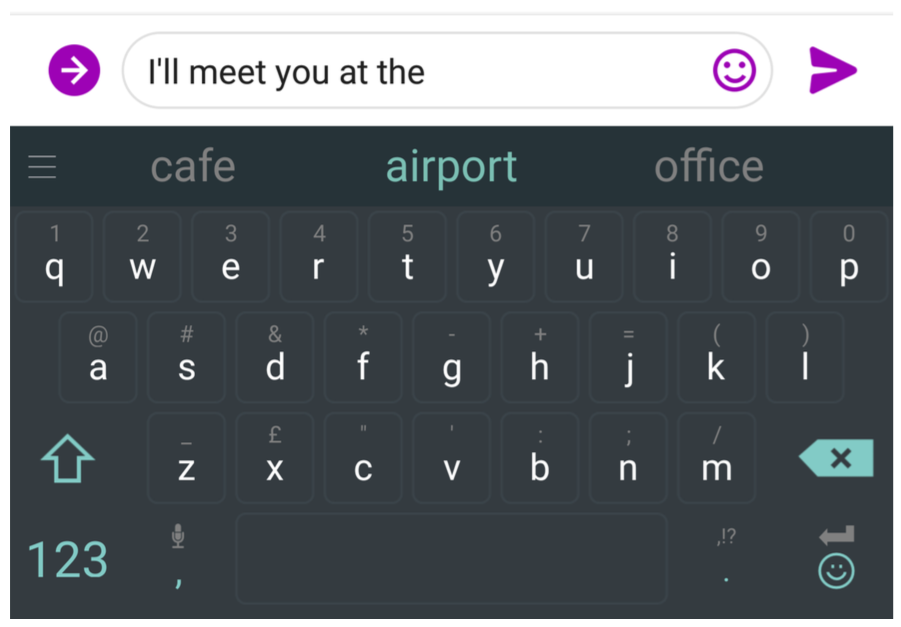 I'll meet you at the
cafe airport office
1 2 3 4 5 6 7 8 9 0
q w e r t y u i o p
@ # & * - + = ( )
a s d f g h j k l
_ £ " ' : ; /
z x c v b n m
,!?
123 , .